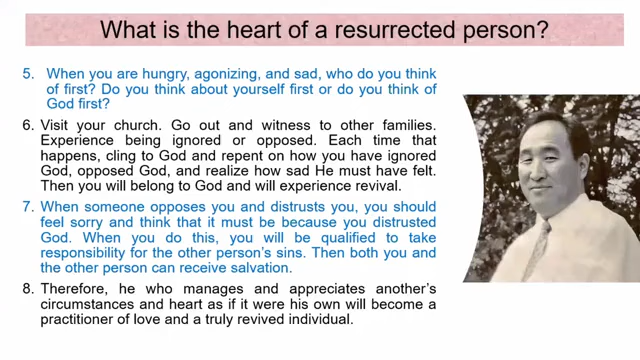 What is the heart of a resurrected person?
5. When you are hungry, agonizing, and sad, who do you think
of first? Do you think about yourself first or do you think of
God first?
6. Visit your church. Go out and witness to other families.
Experience being ignored or opposed. Each time that
happens, cling to God and repent on how you have ignored
God, opposed God, and realize how sad He must have felt.
Then you will belong to God and will experience revival.
7. When someone opposes you and distrusts you, you should
feel sorry and think that it must be because you distrusted
God. When you do this, you will be qualified to take
responsibility for the other person's sins. Then both you and
the other person can receive salvation.
8. Therefore, he who manages and appreciates another's
circumstances and heart as if it were his own will become a
practitioner of love and a truly revived individual.